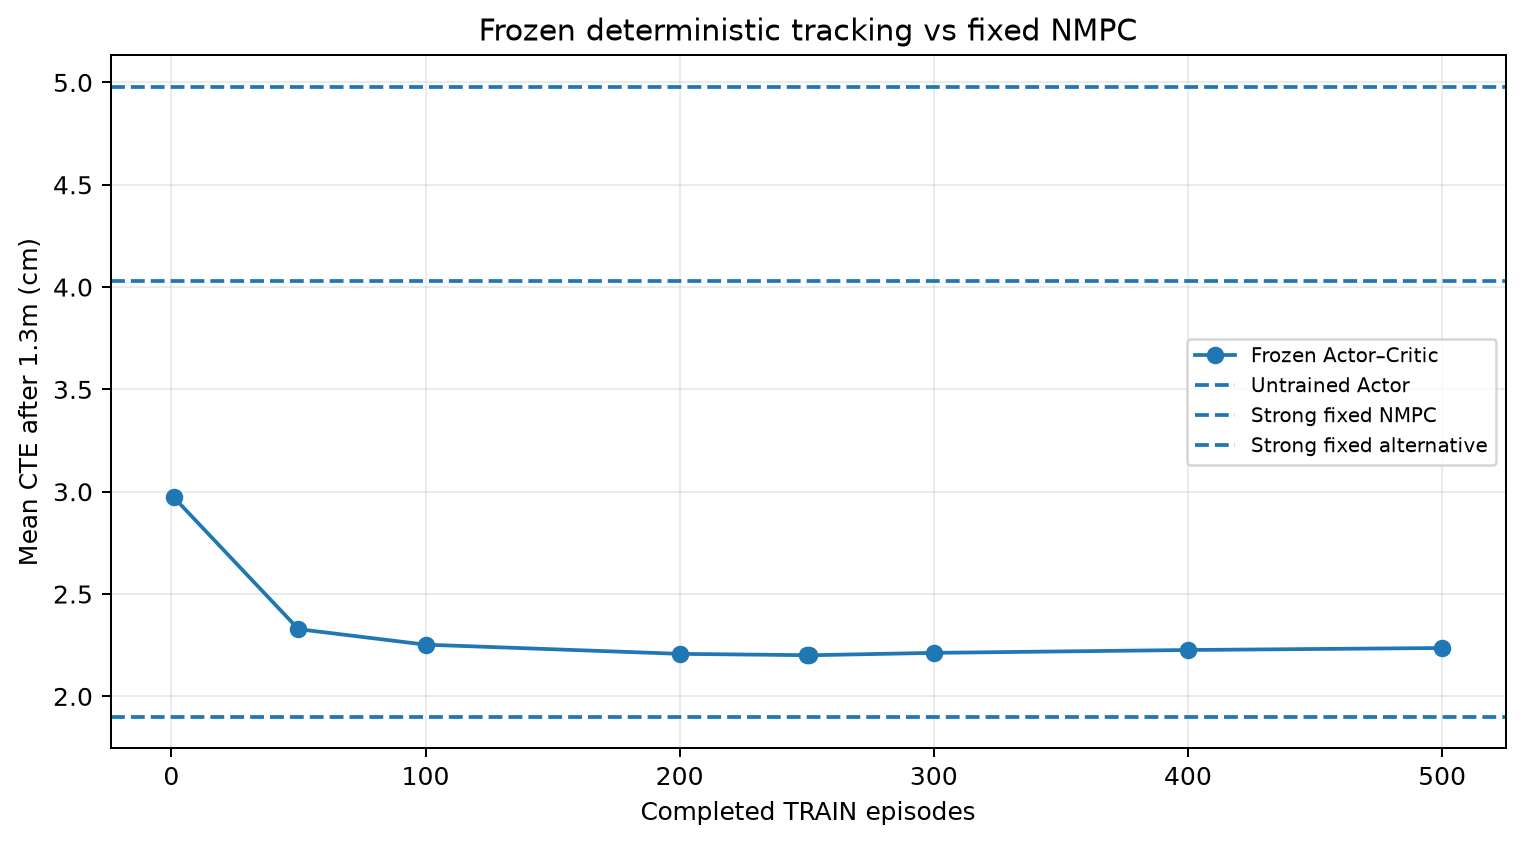 Frozen deterministic tracking vs fixed NMPC
5.0
4.5
4.0
3.5
3.0
2.5
2.0
Mean CTE after 1.3m (cm)
Frozen Actor–Critic
Untrained Actor
Strong fixed NMPC
Strong fixed alternative
0 100 200 300 400 500
Completed TRAIN episodes